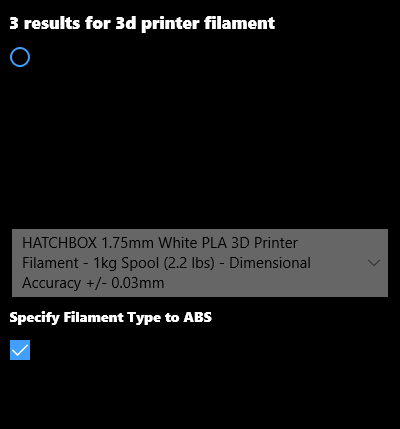 3 results for 3d printer filament
HATCHBOX 1.75mm White PLA 3D Printer
Filament - 1kg Spool (2.2 lbs) - Dimensional
Accuracy +/- 0.03mm
Specify Filament Type to ABS